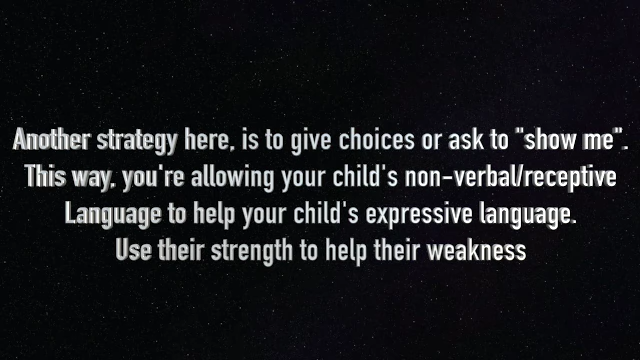 Another strategy here, is to give choices or ask to "show me".
This way, you're allowing your child's non-verbal/receptive
Language to help your child's expressive language.
Use their strength to help their weakness